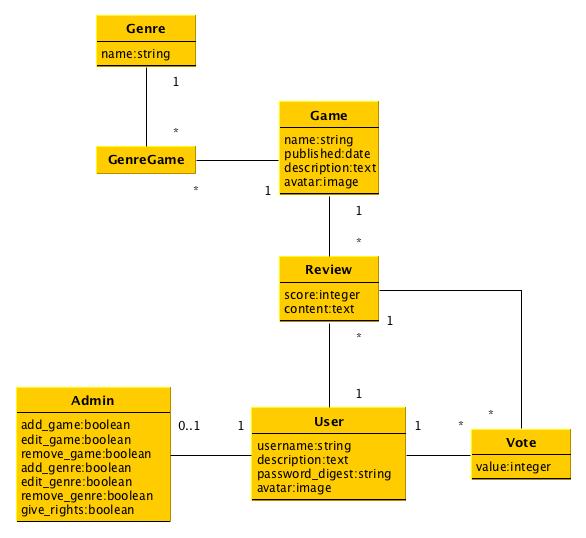 Genre
name:string
1
*
GenreGame
*
1
Game
name:string
published:date
description:text
avatar:image
1
*
Review
score:integer
content:text
1
*
*
1
Admin
add_game:boolean
edit_game:boolean
remove_game:boolean
add_genre:boolean
edit_genre:boolean
remove_genre:boolean
give_rights:boolean
0..1
1
User
username:string
description:text
password_digest:string
avatar:image
1
*
Vote
value:integer